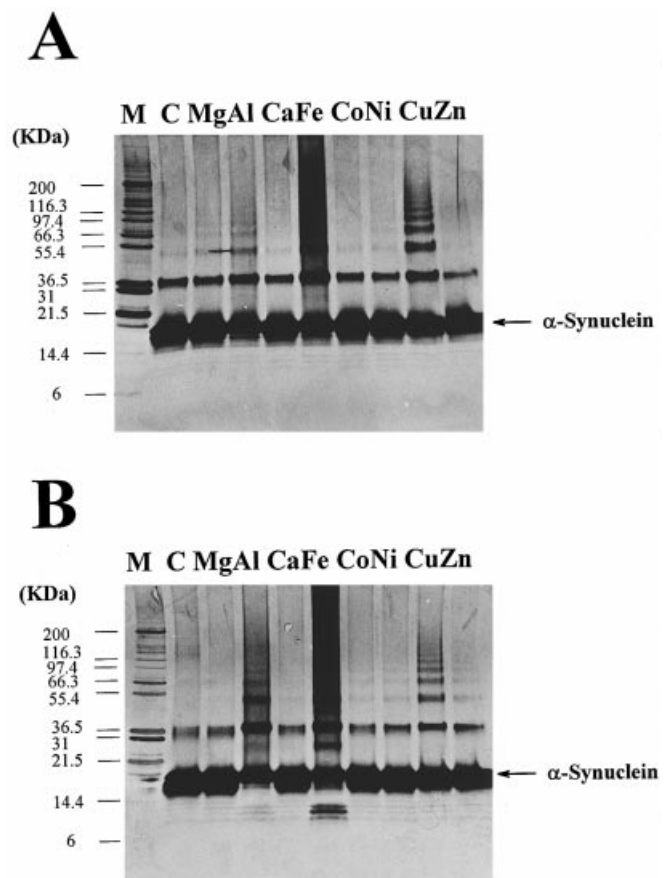 A
M C MgAl CaFe CoNi CuZn
(KDa)
200
116.3
97.4
66.3
55.4
36.5
31
21.5
α-Synuclein
14.4
6
B
M C MgAl CaFe CoNi CuZn
(KDa)
200
116.3
97.4
66.3
55.4
36.5
31
21.5
α-Synuclein
14.4
6